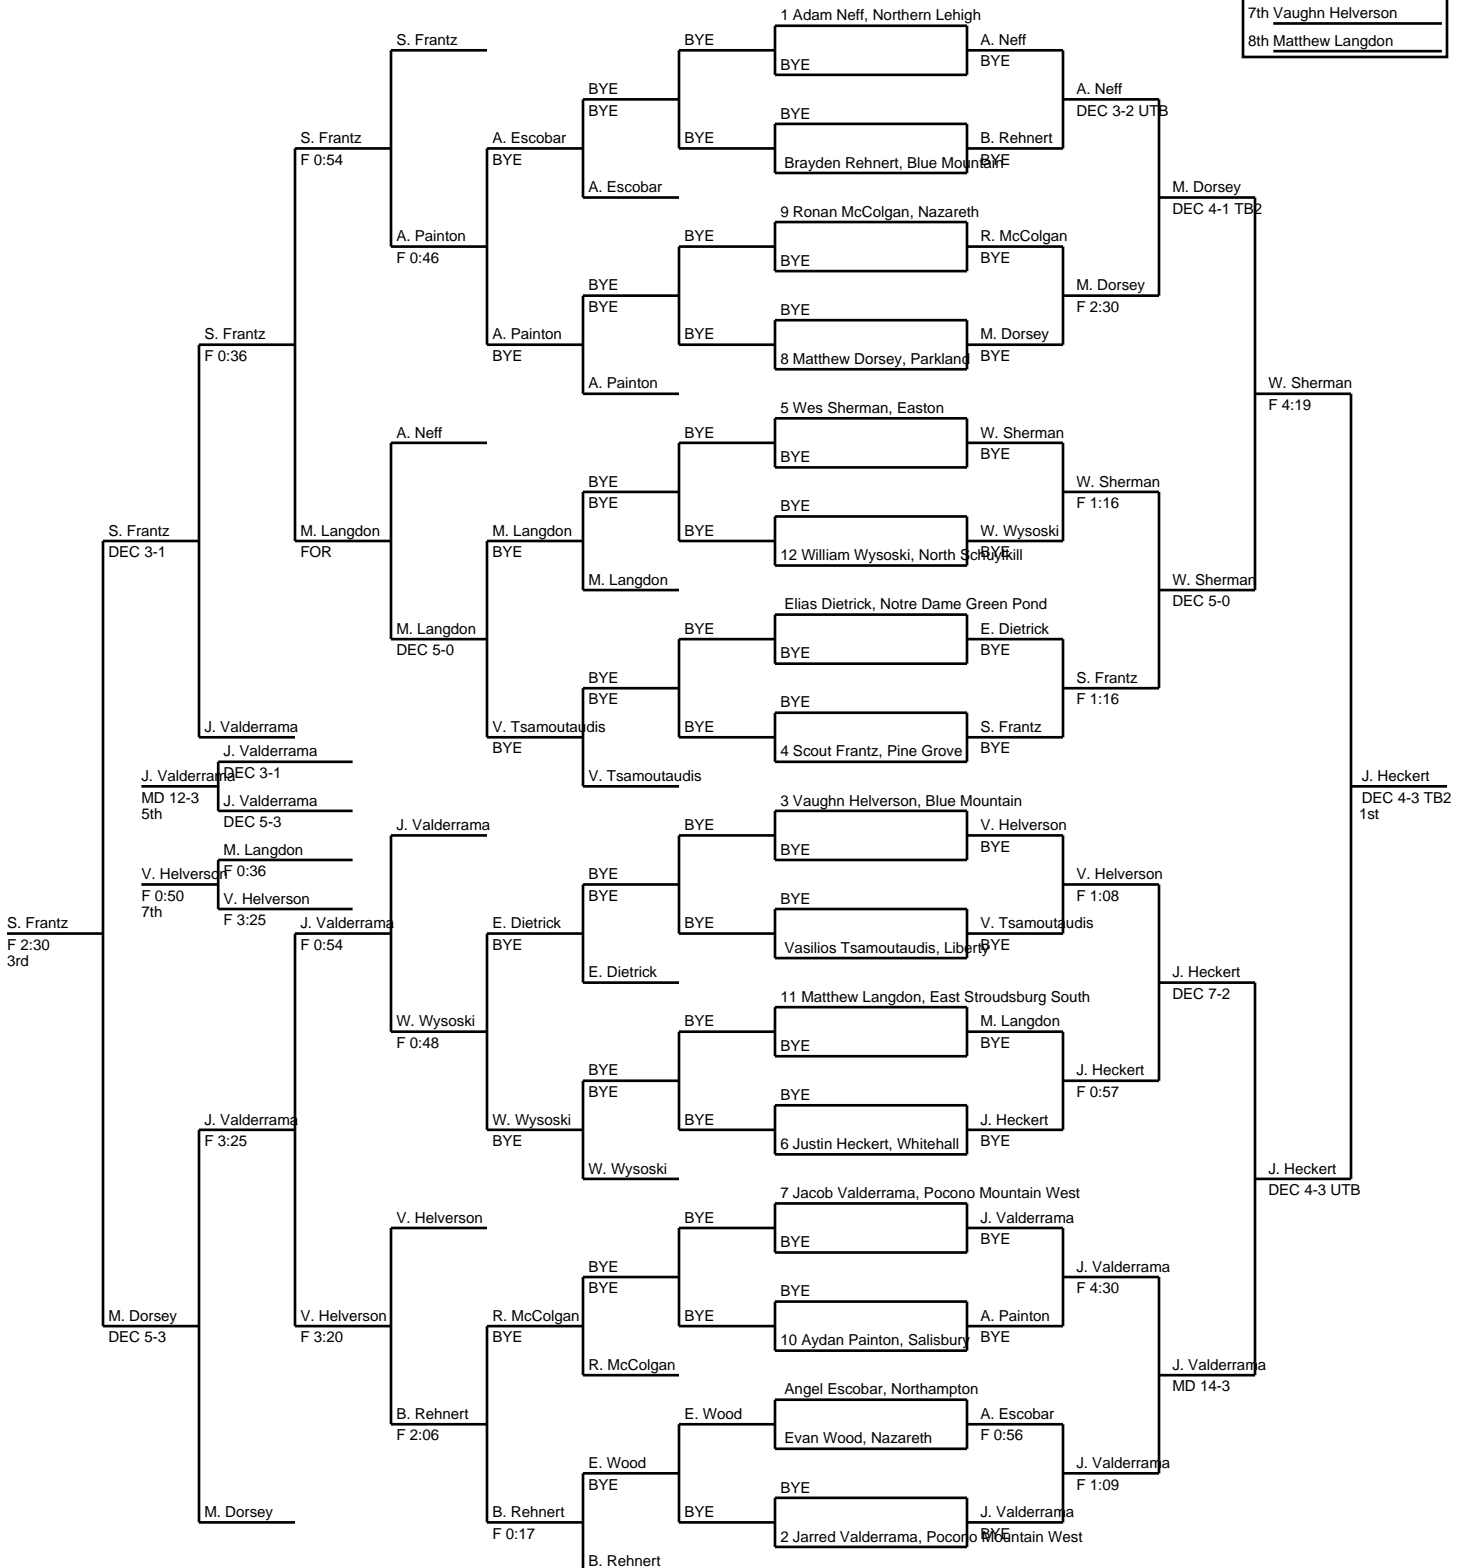 7th Vaughn Helverson
8th Matthew Langdon
1 Adam Neff, Northern Lehigh
S. Frantz
BYE
A. Neff
BYE
BYE
BYE
A. Neff
BYE
DEC 3-2 UTB
BYE
S. Frantz
A. Escobar
BYE
B. Rehnert
F 0:54
BYE
Brayden Rehnert, Blue Mountain
BYE
A. Escobar
M. Dorsey
DEC 4-1 TB2
9 Ronan McColgan, Nazareth
A. Painton
BYE
R. McColgan
F 0:46
BYE
BYE
BYE
M. Dorsey
BYE
F 2:30
BYE
S. Frantz
A. Painton
BYE
M. Dorsey
F 0:36
BYE
8 Matthew Dorsey, Parkland
BYE
A. Painton
W. Sherman
F 4:19
5 Wes Sherman, Easton
A. Neff
BYE
W. Sherman
BYE
BYE
BYE
W. Sherman
BYE
F 1:16
BYE
S. Frantz
M. Langdon
M. Langdon
BYE
W. Wysoski
DEC 3-1
FOR
BYE
12 William Wysoski, North Schuylkill
BYE
M. Langdon
W. Sherman
DEC 5-0
Elias Dietrick, Notre Dame Green Pond
M. Langdon
BYE
E. Dietrick
DEC 5-0
BYE
BYE
BYE
S. Frantz
BYE
F 1:16
BYE
J. Valderrama
V. Tsamoutaudis
BYE
S. Frantz
BYE
4 Scout Frantz, Pine Grove
BYE
J. Valderrama
DEC 3-1
J. Valderrama
V. Tsamoutaudis
J. Heckert
MD 12-3
DEC 4-3 TB2
5th
1st
J. Valderrama
DEC 5-3
3 Vaughn Helverson, Blue Mountain
J. Valderrama
BYE
V. Helverson
BYE
BYE
M. Langdon
F 0:36
V. Helverson
BYE
V. Helverson
F 0:50
BYE
F 1:08
7th
V. Helverson
F 3:25
BYE
S. Frantz
J. Valderrama
E. Dietrick
BYE
V. Tsamoutaudis
F 2:30
F 0:54
BYE
Vasilios Tsamoutaudis, Liberty
BYE
3rd
E. Dietrick
J. Heckert
DEC 7-2
11 Matthew Langdon, East Stroudsburg South
W. Wysoski
BYE
M. Langdon
F 0:48
BYE
BYE
BYE
J. Heckert
BYE
F 0:57
BYE
J. Valderrama
W. Wysoski
BYE
J. Heckert
F 3:25
BYE
6 Justin Heckert, Whitehall
BYE
W. Wysoski
J. Heckert
DEC 4-3 UTB
7 Jacob Valderrama, Pocono Mountain West
V. Helverson
BYE
J. Valderrama
BYE
BYE
BYE
J. Valderrama
BYE
F 4:30
BYE
M. Dorsey
V. Helverson
R. McColgan
BYE
A. Painton
DEC 5-3
F 3:20
BYE
10 Aydan Painton, Salisbury
BYE
R. McColgan
J. Valderrama
MD 14-3
Angel Escobar, Northampton
B. Rehnert
E. Wood
A. Escobar
F 2:06
Evan Wood, Nazareth
F 0:56
E. Wood
J. Valderrama
BYE
F 1:09
BYE
M. Dorsey
B. Rehnert
BYE
J. Valderrama
F 0:17
2 Jarred Valderrama, Pocono Mountain West
BYE
B. Rehnert